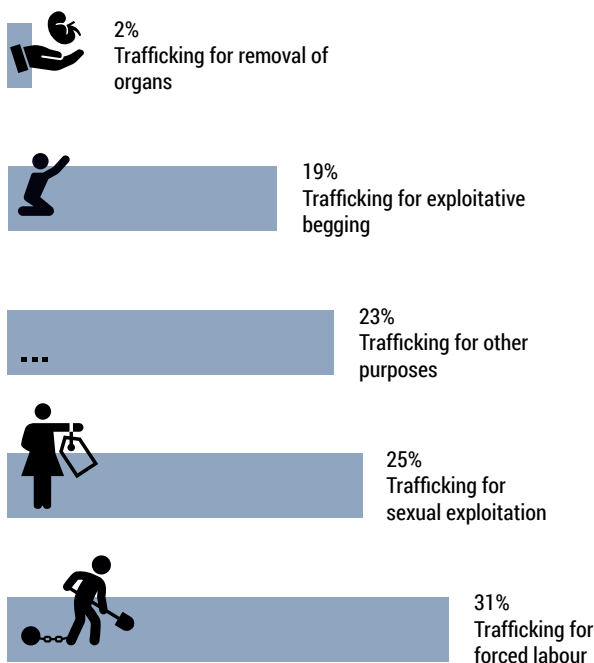 2%
Trafficking for removal of
organs
19%
Trafficking for exploitative
begging
23%
Trafficking for other
purposes
25%
Trafficking for
sexual exploitation
31%
Trafficking for
forced labour